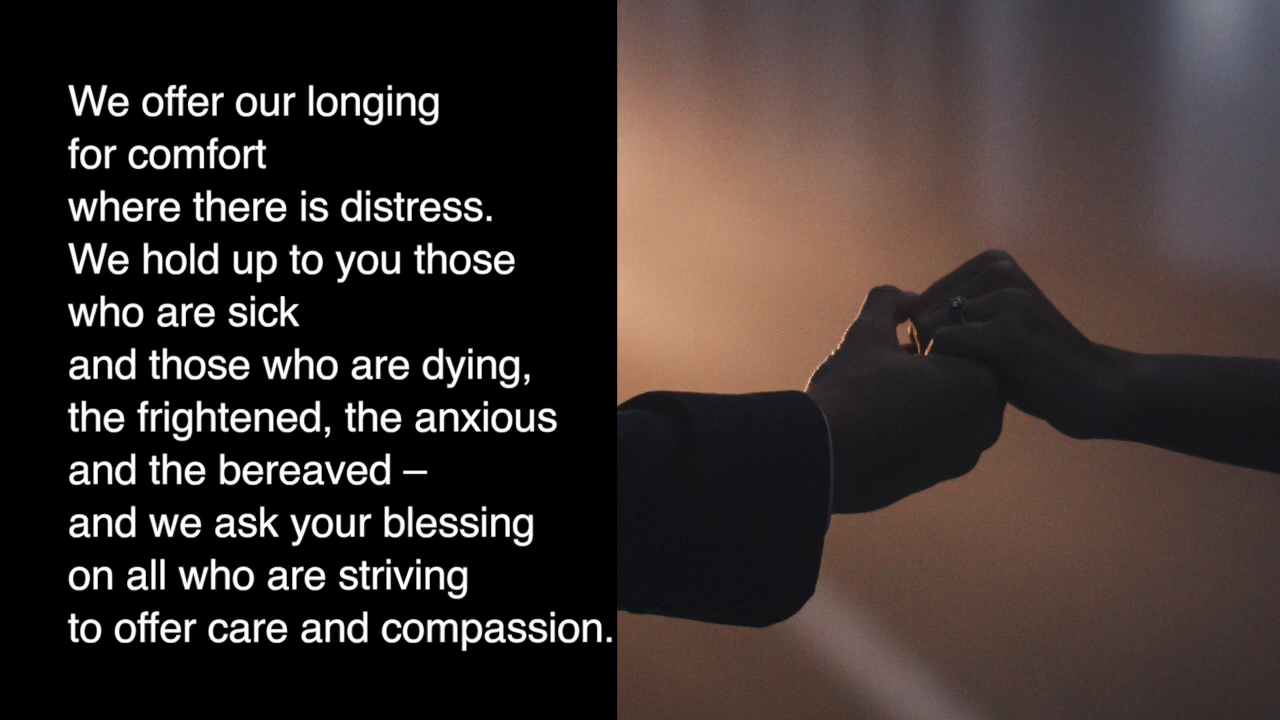 We offer our longing
for comfort
where there is distress.
We hold up to you those
who are sick
and those who are dying,
the frightened, the anxious
and the bereaved –
and we ask your blessing
on all who are striving
to offer care and compassion.